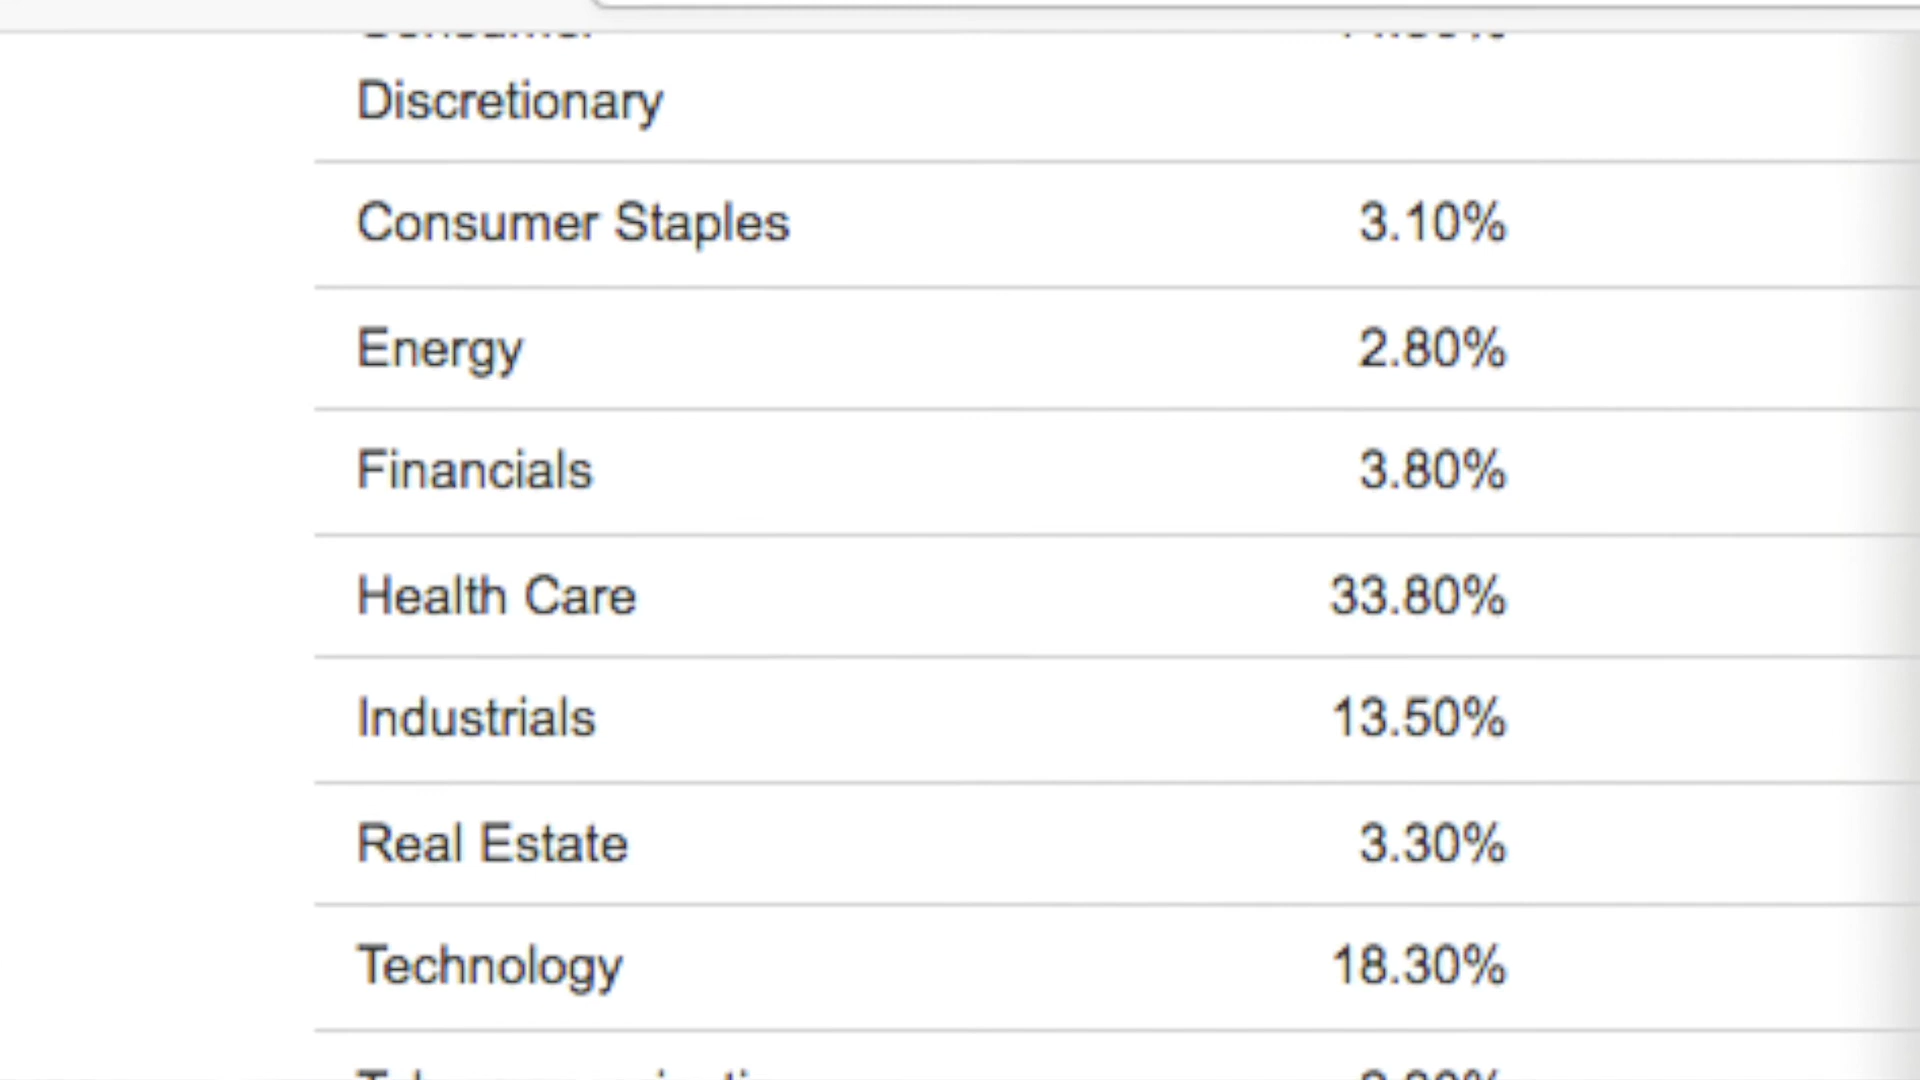 Consumer
Discretionary
Consumer Staples 3.10%
Energy 2.80%
Financials 3.80%
Health Care 33.80%
Industrials 13.50%
Real Estate 3.30%
Technology 18.30%